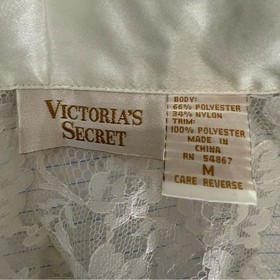 VICTORIA'S
SECRET
BODY:
66% POLYESTER
34% NYLON
TRIM:
100% POLYESTER
MADE IN
CHINA
RN 54867
M
CARE REVERSE